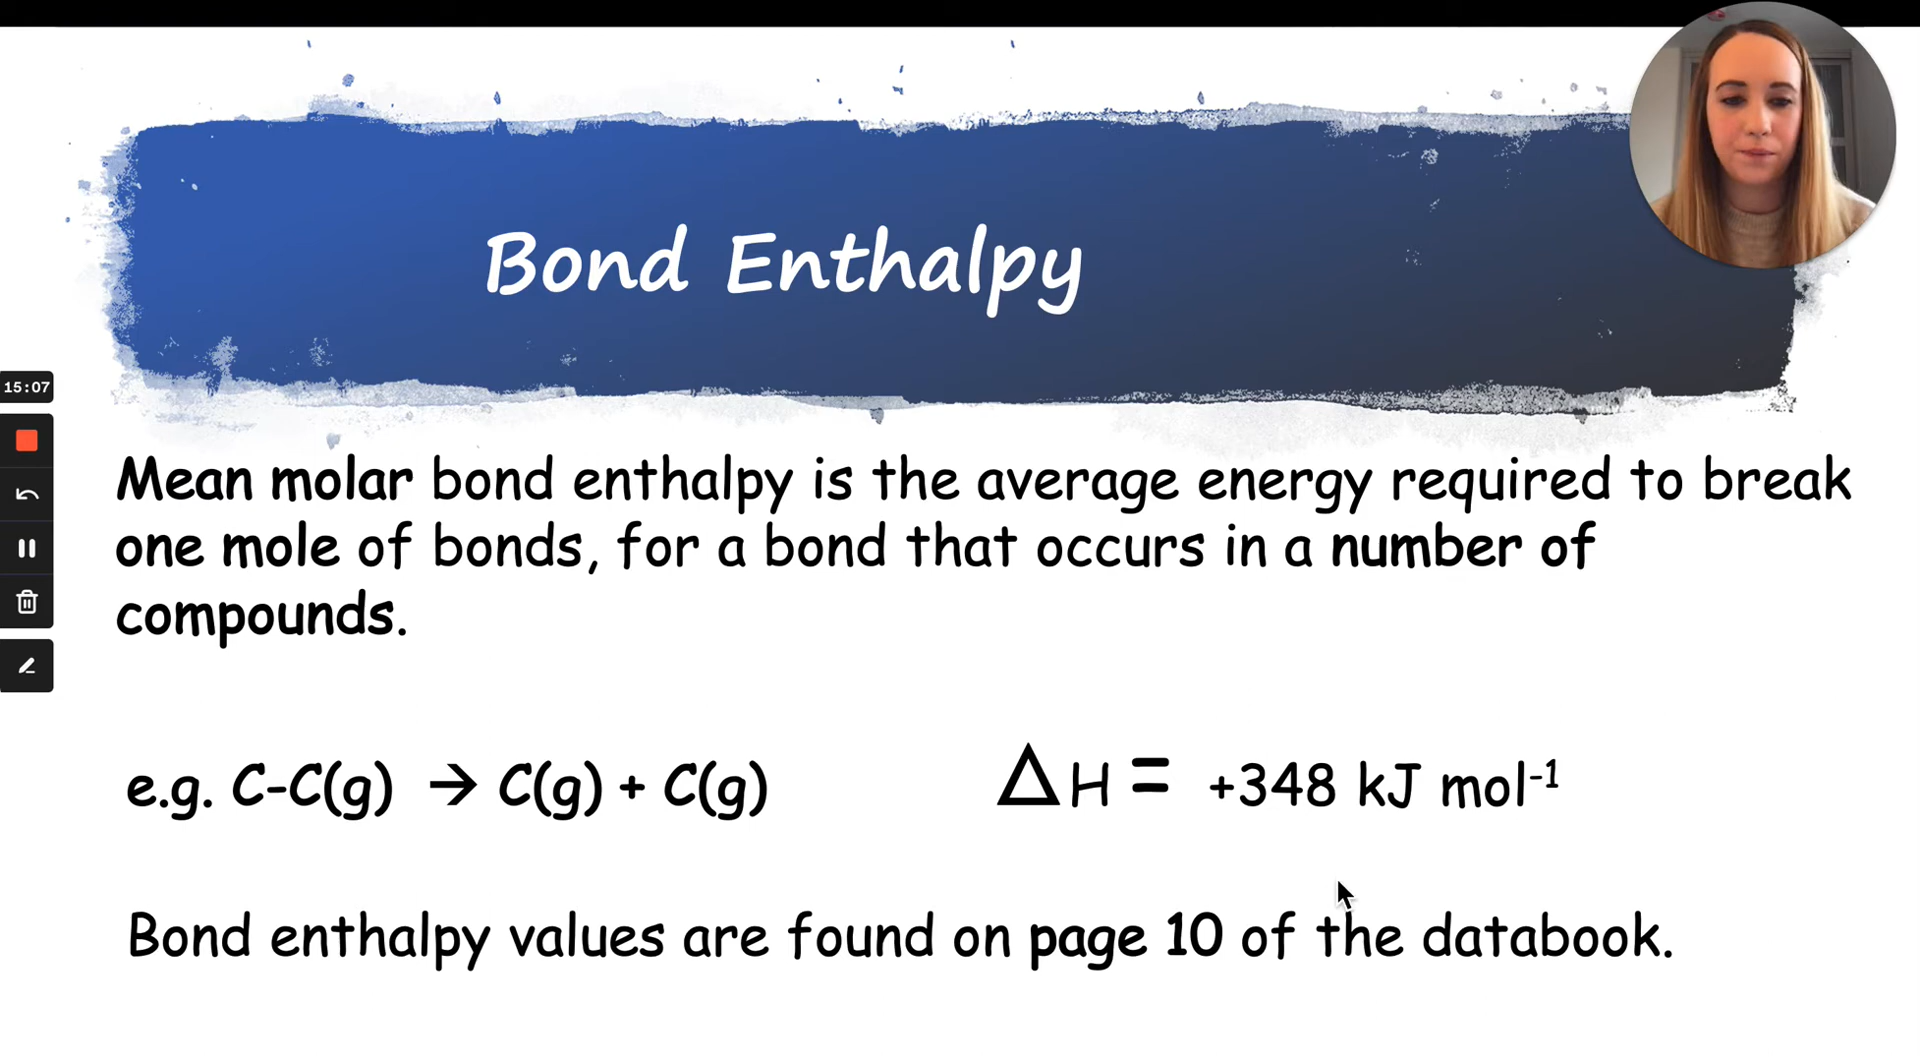 Bond Enthalpy
15:07
Mean molar bond enthalpy is the average energy required to break
one mole of bonds, for a bond that occurs in a number of
compounds.
e.g. C-C(g) → C(g) + C(g) ΔH = +348 kJ mol⁻¹
Bond enthalpy values are found on page 10 of the databook.